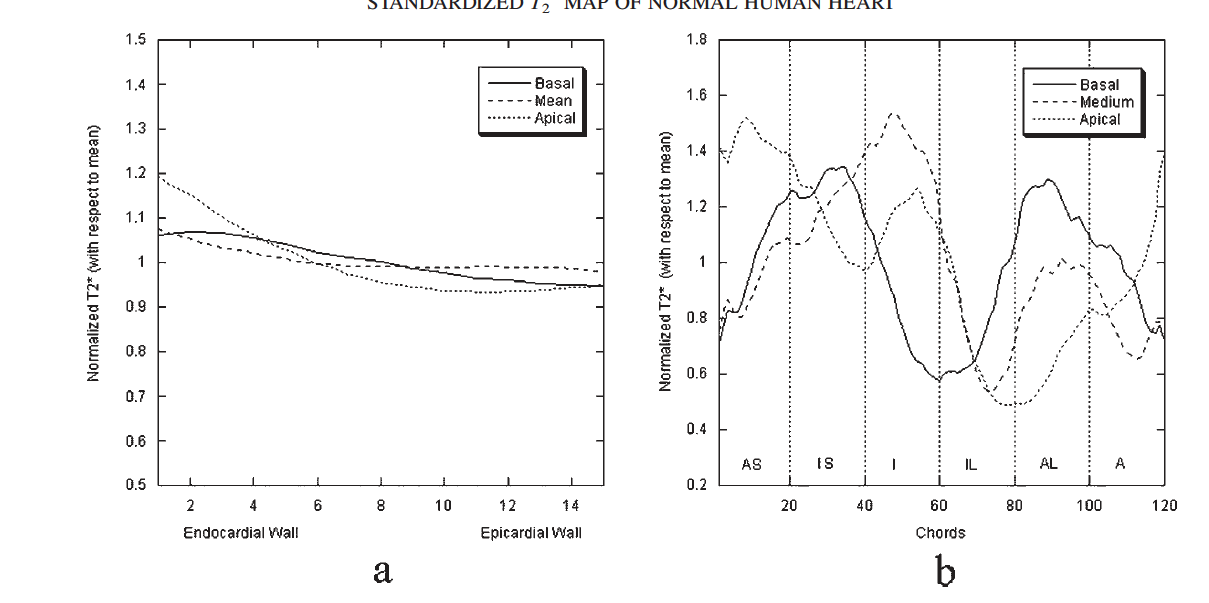 STANDARDIZED T2* MAP OF NORMAL HUMAN HEART
1.5
1.4
1.3
1.2
1.1
1
0.9
0.8
0.7
0.6
0.5
Normalized T2* (with respect to mean)
Basal
Mean
Apical
2 4 6 8 10 12 14
Endocardial Wall Epicardial Wall
a
1.8
1.6
1.4
1.2
1
0.8
0.6
0.4
0.2
Normalized T2* (with respect to mean)
Basal
Medium
Apical
AS IS I IL AL A
20 40 60 80 100 120
Chords
b